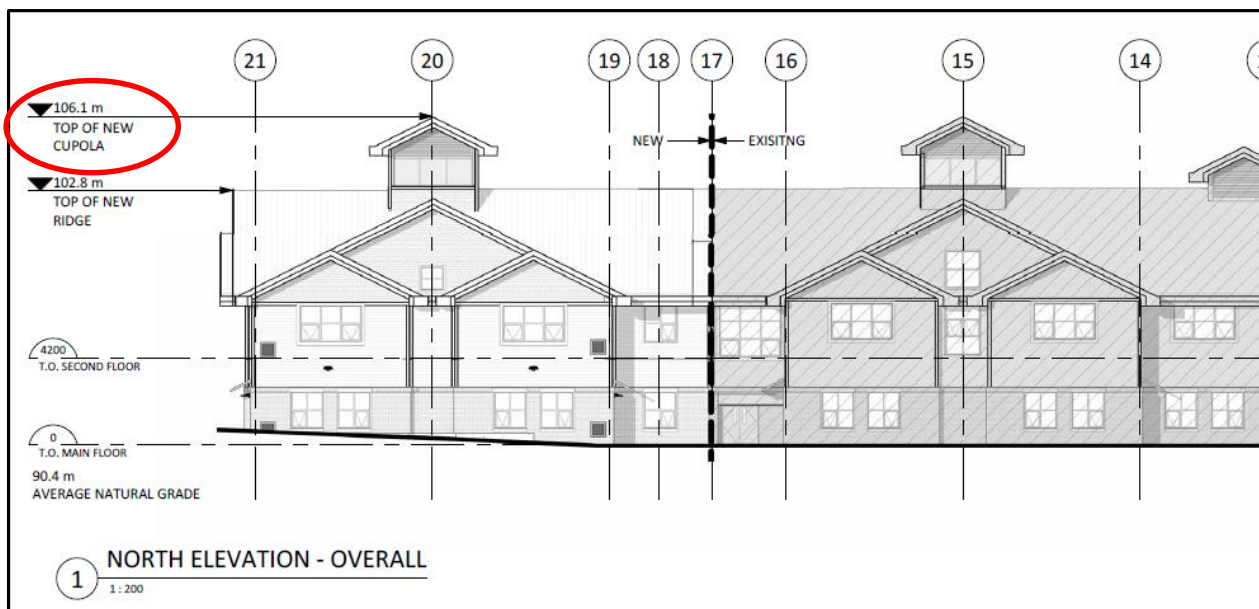 21 20 19 18 17 16 15 14
106.1 m
TOP OF NEW
CUPOLA
NEW EXISITNG
102.8 m
TOP OF NEW
RIDGE
4200
T.O. SECOND FLOOR
0
T.O. MAIN FLOOR
90.4 m
AVERAGE NATURAL GRADE
1 NORTH ELEVATION - OVERALL
1 : 200